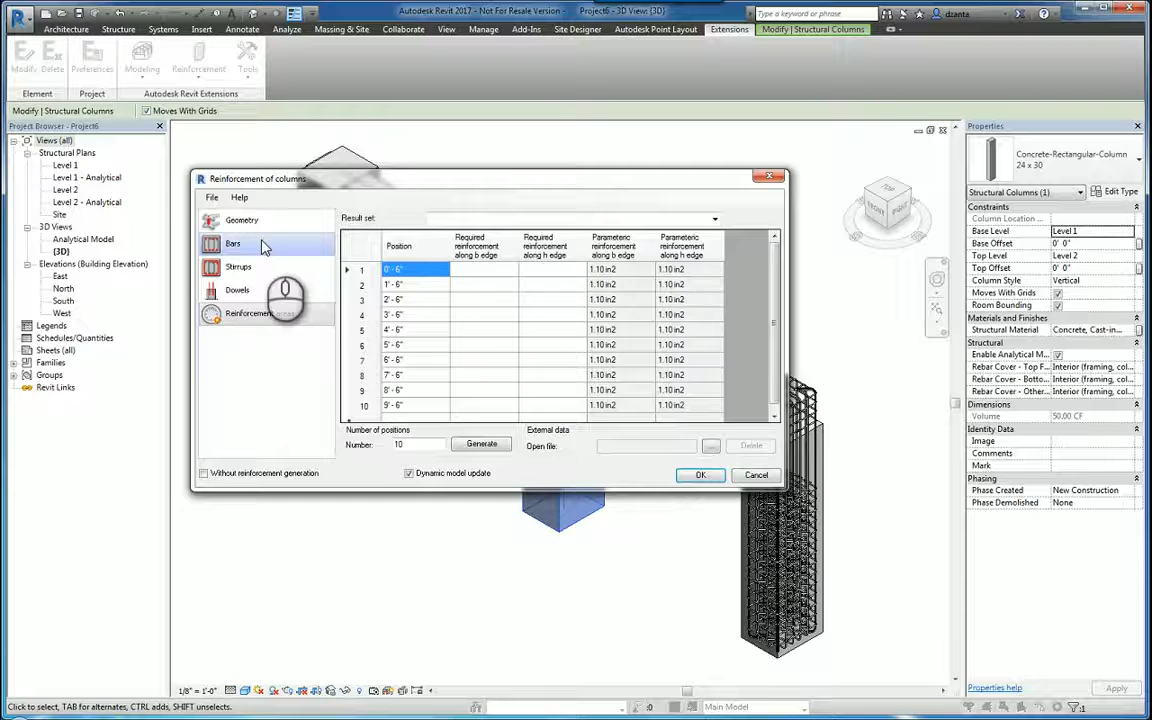 Autodesk Revit 2017 - Not For Resale Version - Project6 - 3D View: {3D}
Type a keyword or phrase
dzanta
Architecture Structure Systems Insert Annotate Analyze Massing & Site Collaborate View Manage Add-Ins Site Designer Autodesk Point Layout Extensions Modify | Structural Columns
Modify Delete Preferences Modeling Reinforcement Tools
Element Project Autodesk Revit Extensions
Modify | Structural Columns Moves With Grids
Project Browser - Project6
Views (all)
Structural Plans
Level 1
Level 1 - Analytical
Level 2
Level 2 - Analytical
Site
3D Views
Analytical Model
{3D}
Elevations (Building Elevation)
East
North
South
West
Legends
Schedules/Quantities
Sheets (all)
Families
Groups
Revit Links
Reinforcement of columns
File Help
Geometry
Bars
Stirrups
Dowels
Reinforcement areas
Result set:
Position Required reinforcement along b edge Required reinforcement along h edge Parametric reinforcement along b edge Parametric reinforcement along h edge
1 0' - 6" 1.10 in2 1.10 in2
2 1' - 6" 1.10 in2 1.10 in2
3 2' - 6" 1.10 in2 1.10 in2
4 3' - 6" 1.10 in2 1.10 in2
5 4' - 6" 1.10 in2 1.10 in2
6 5' - 6" 1.10 in2 1.10 in2
7 6' - 6" 1.10 in2 1.10 in2
8 7' - 6" 1.10 in2 1.10 in2
9 8' - 6" 1.10 in2 1.10 in2
10 9' - 6" 1.10 in2 1.10 in2
Number of positions External data
Number: 10 Generate Open file: ... Delete
Without reinforcement generation Dynamic model update OK Cancel
TOP
FRONT RIGHT
Properties
Concrete-Rectangular-Column
24 x 30
Structural Columns (1) Edit Type
Constraints
Column Location ...
Base Level Level 1
Base Offset 0' 0"
Top Level Level 2
Top Offset 0' 0"
Column Style Vertical
Moves With Grids
Room Bounding
Materials and Finishes
Structural Material Concrete, Cast-in...
Structural
Enable Analytical M...
Rebar Cover - Top F... Interior (framing, col...
Rebar Cover - Botto... Interior (framing, col...
Rebar Cover - Other... Interior (framing, col...
Dimensions
Volume 50.00 CF
Identity Data
Image
Comments
Mark
Phasing
Phase Created New Construction
Phase Demolished None
Properties help Apply
1/8" = 1'-0"
Click to select, TAB for alternates, CTRL adds, SHIFT unselects. :0 Main Model :1